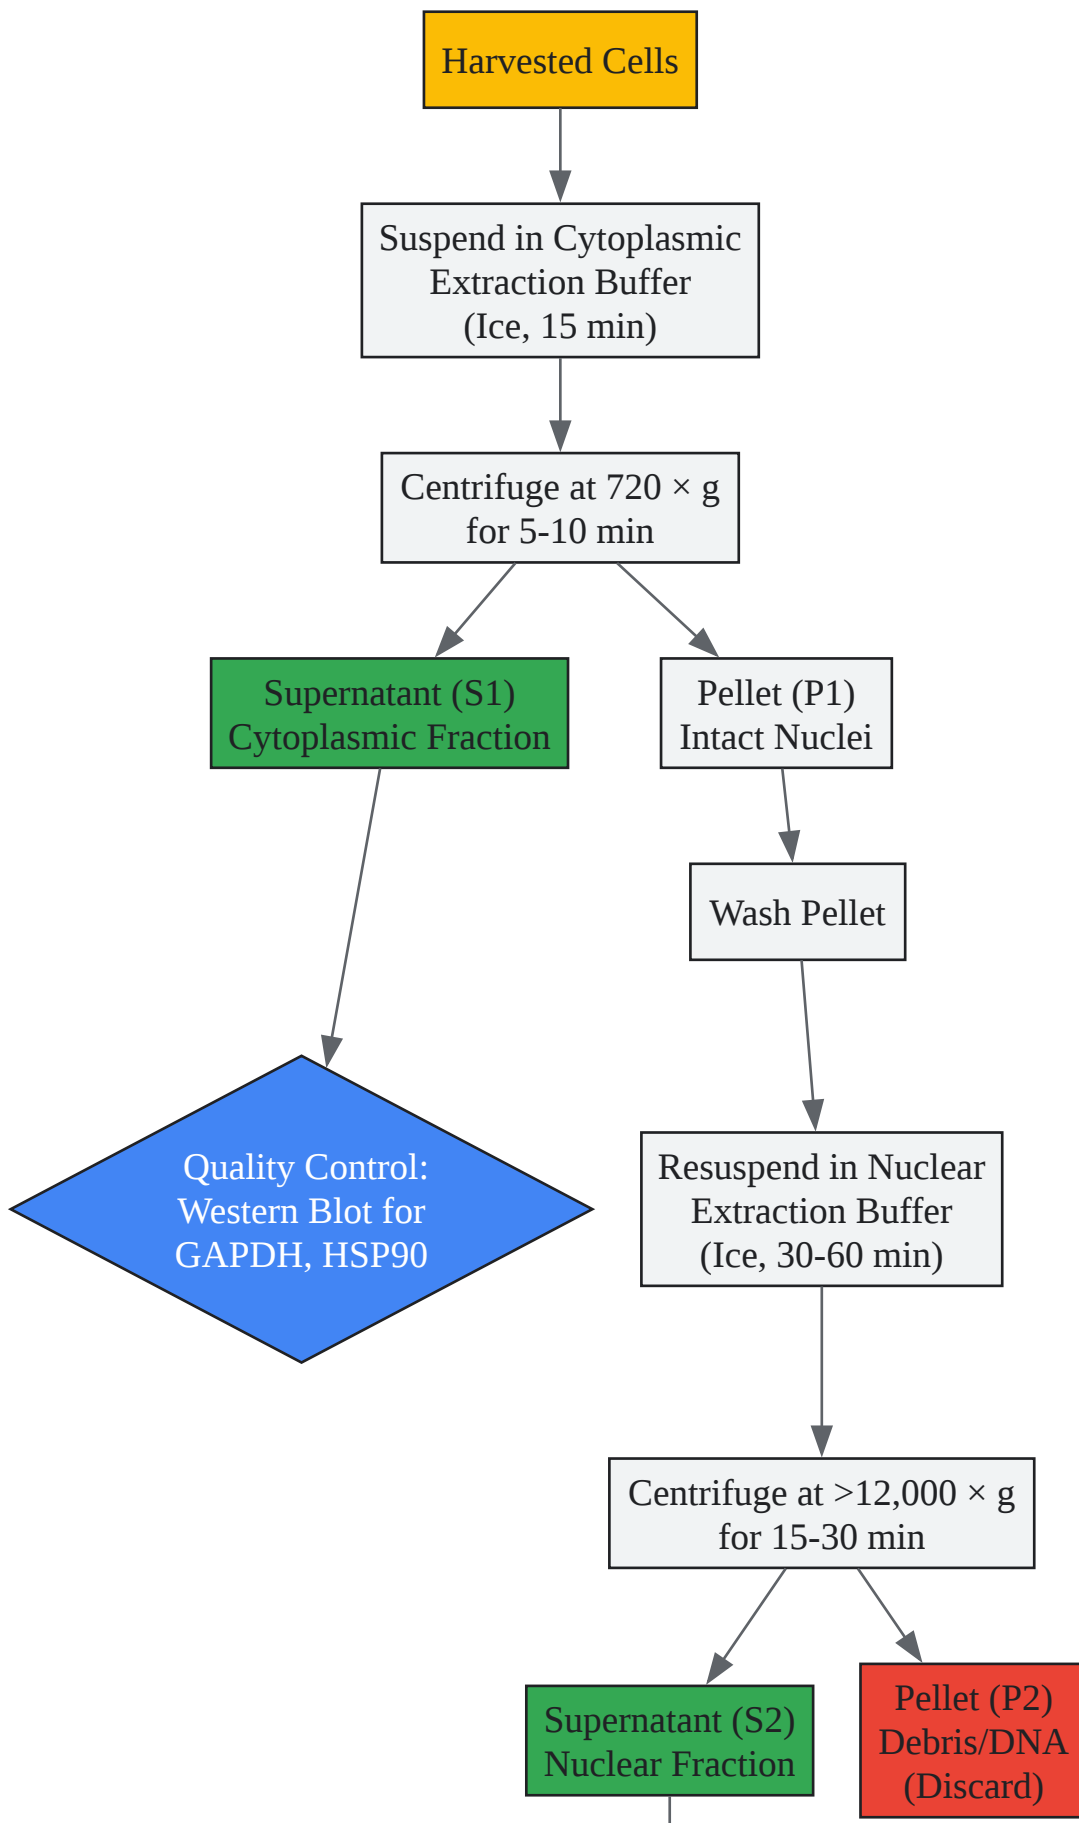 Harvested Cells
Suspend in Cytoplasmic
Extraction Buffer
(Ice, 15 min)
Centrifuge at 720 × g
for 5-10 min
Supernatant (S1)
Cytoplasmic Fraction
Pellet (P1)
Intact Nuclei
Wash Pellet
Quality Control:
Western Blot for
GAPDH, HSP90
Resuspend in Nuclear
Extraction Buffer
(Ice, 30-60 min)
Centrifuge at >12,000 × g
for 15-30 min
Supernatant (S2)
Nuclear Fraction
Pellet (P2)
Debris/DNA
(Discard)